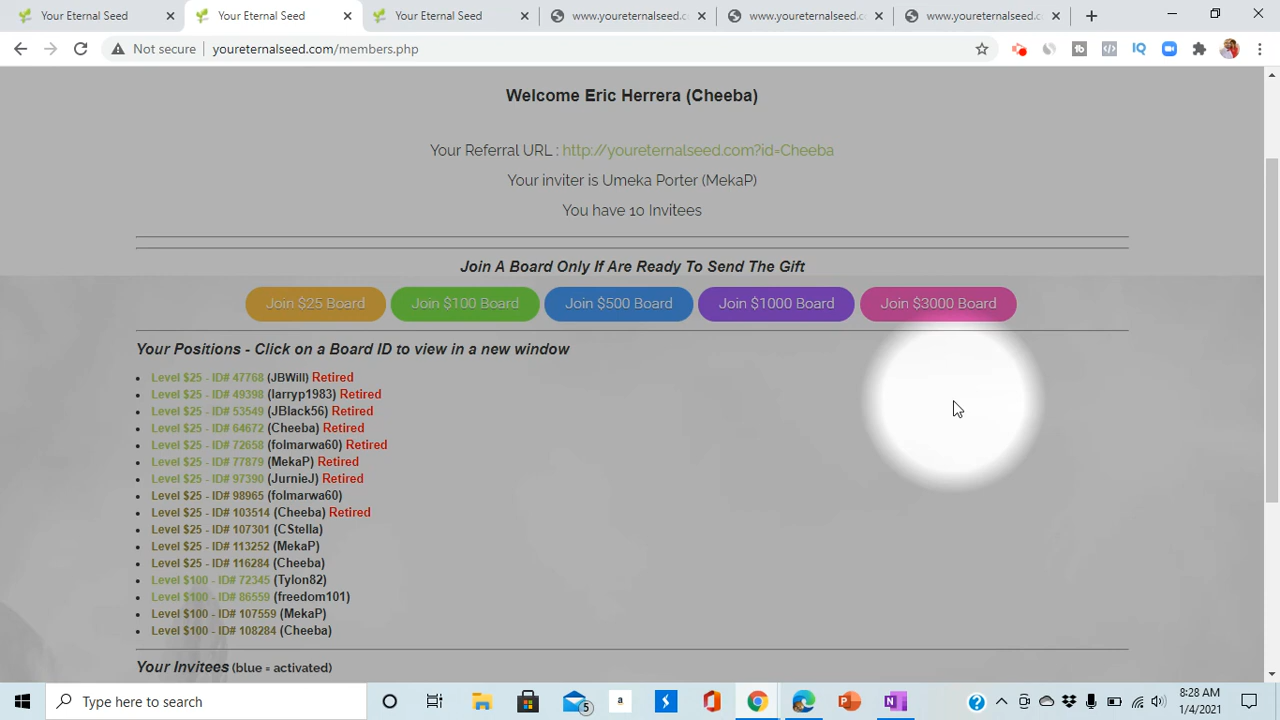 Your Eternal Seed
Your Eternal Seed
Your Eternal Seed
www.youreternalseed.c
www.youreternalseed.c
www.youreternalseed.c
Not secure youreternalseed.com/members.php
IQ
Welcome Eric Herrera (Cheeba)
Your Referral URL : http://youreternalseed.com?id=Cheeba
Your inviter is Umeka Porter (MekaP)
You have 10 Invitees
Join A Board Only If Are Ready To Send The Gift
Join $25 Board Join $100 Board Join $500 Board Join $1000 Board Join $3000 Board
Your Positions - Click on a Board ID to view in a new window
Level $25 - ID# 47768 (JBWill) Retired
Level $25 - ID# 49398 (larryp1983) Retired
Level $25 - ID# 53549 (JBlack56) Retired
Level $25 - ID# 64672 (Cheeba) Retired
Level $25 - ID# 72658 (folmarwa60) Retired
Level $25 - ID# 77879 (MekaP) Retired
Level $25 - ID# 97390 (JurnieJ) Retired
Level $25 - ID# 98965 (folmarwa60)
Level $25 - ID# 103514 (Cheeba) Retired
Level $25 - ID# 107301 (CStella)
Level $25 - ID# 113252 (MekaP)
Level $25 - ID# 116284 (Cheeba)
Level $100 - ID# 72345 (Tylon82)
Level $100 - ID# 86559 (freedom101)
Level $100 - ID# 107559 (MekaP)
Level $100 - ID# 108284 (Cheeba)
Your Invitees (blue = activated)
Type here to search
a
5
8:28 AM
1/4/2021